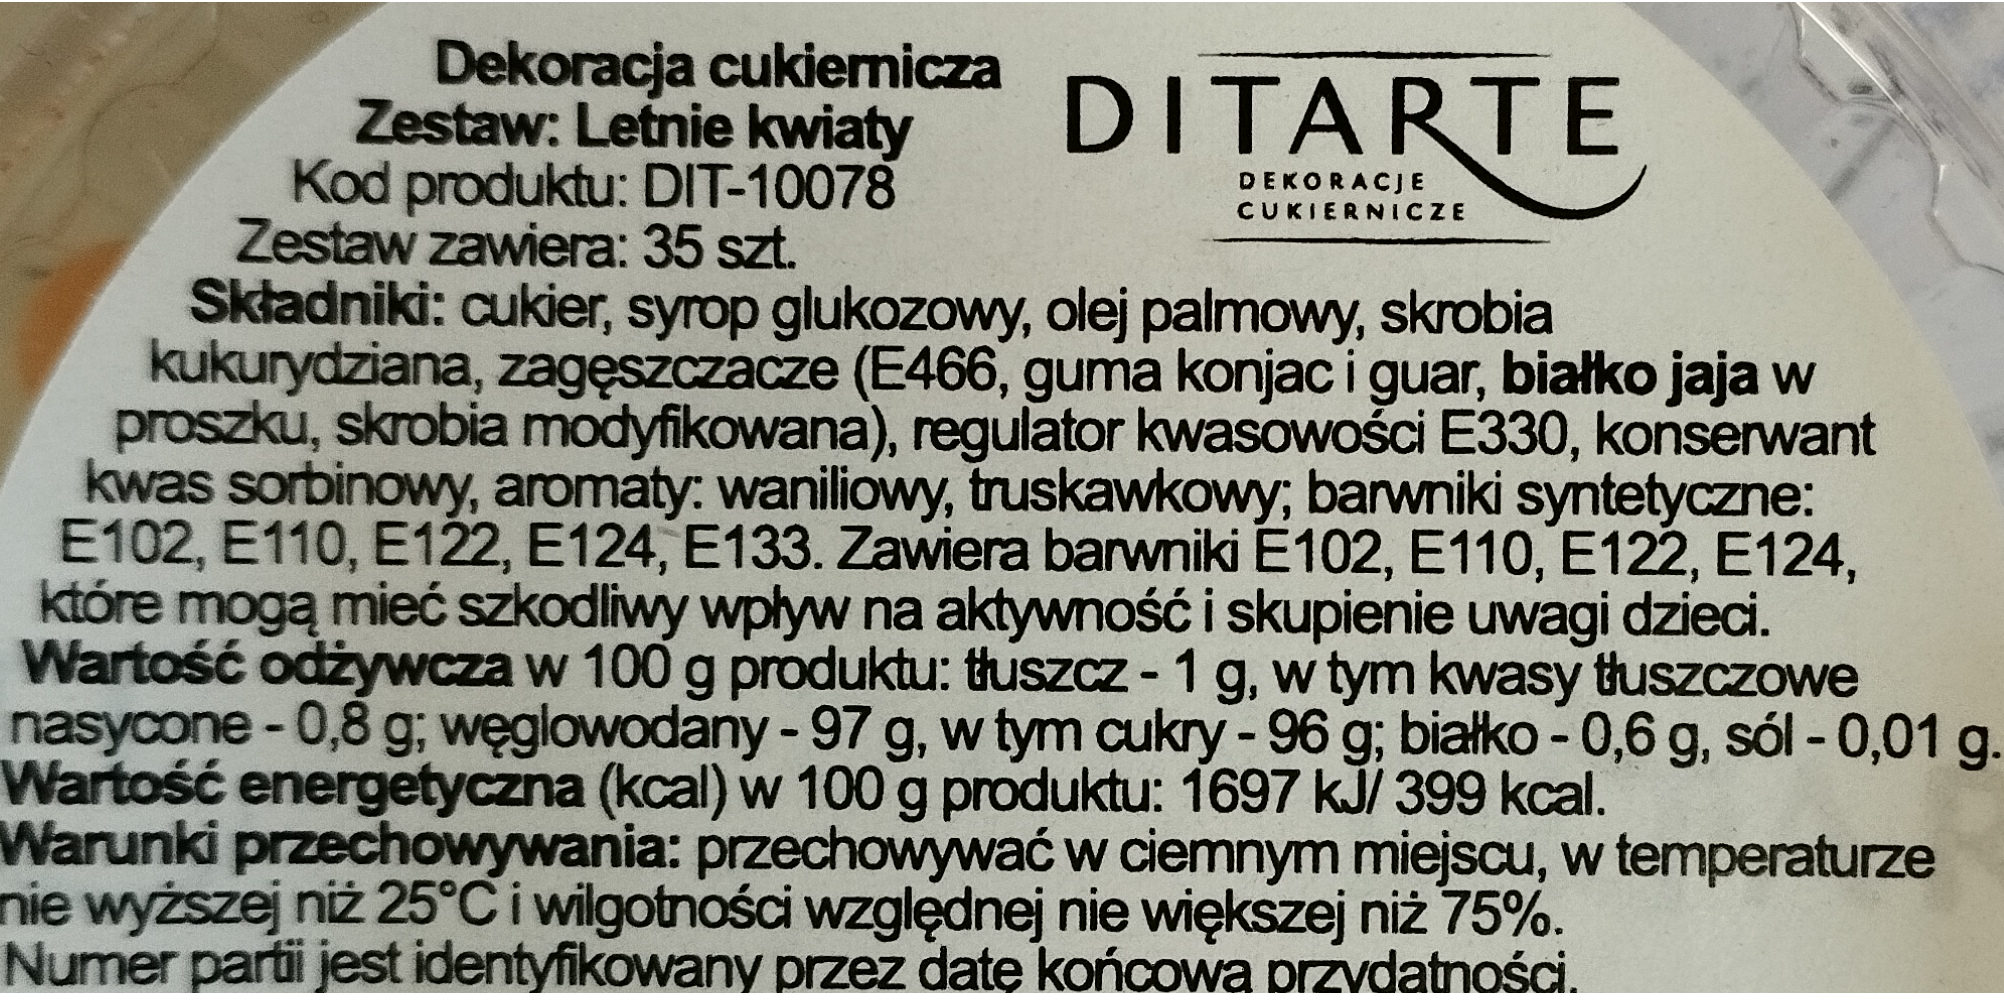 Dekoracja cukiernicza
Zestaw: Letnie kwiaty
Kod produktu: DIT-10078
Zestaw zawiera: 35 szt.
DITARTE
DEKORACJE
CUKIERNICZE
Składniki: cukier, syrop glukozowy, olej palmowy, skrobia
kukurydziana, zagęszczacze (E466, guma konjac i guar, białko jaja w
proszku, skrobia modyfikowana), regulator kwasowości E330, konserwant
kwas sorbinowy, aromaty: waniliowy, truskawkowy; barwniki syntetyczne:
E102, E110, E122, E124, E133. Zawiera barwniki E102, E110, E122, E124,
które mogą mieć szkodliwy wpływ na aktywność i skupienie uwagi dzieci.
Wartość odżywcza w 100 g produktu: tłuszcz - 1 g, w tym kwasy tłuszczowe
nasycone - 0,8 g; węglowodany - 97 g, w tym cukry - 96 g; białko - 0,6 g, sól - 0,01 g.
Wartość energetyczna (kcal) w 100 g produktu: 1697 kJ/ 399 kcal.
Warunki przechowywania: przechowywać w ciemnym miejscu, w temperaturze
nie wyższej niż 25°C i wilgotności względnej nie większej niż 75%.
Numer partii jest identyfikowany przez datę końcową przydatności.